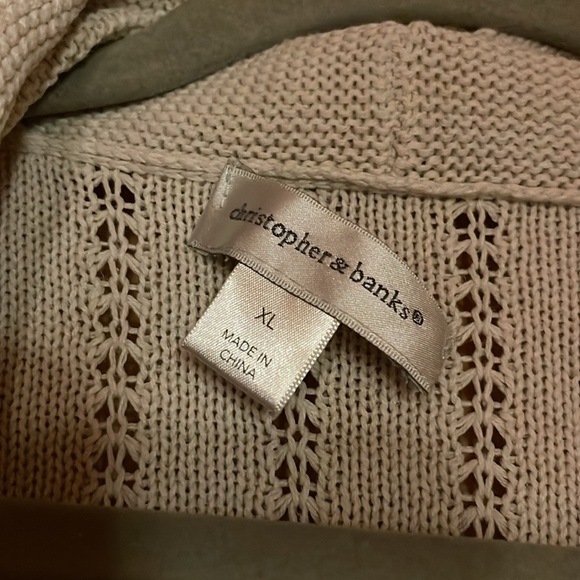 christopher & banks®
XL
MADE IN
CHINA